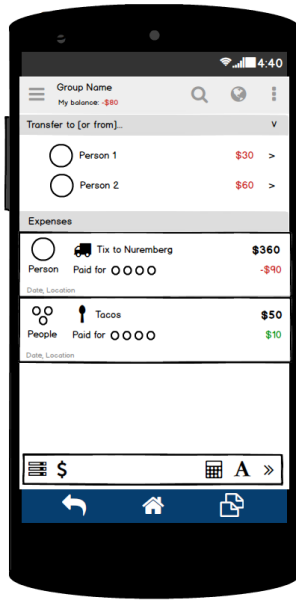 4:40
Group Name
My balance: -$80
Transfer to [or from]... v
Person 1 $30 >
Person 2 $60 >
Expenses
Tix to Nuremberg $360
Person Paid for -$90
Date, Location
Tacos $50
People Paid for $10
Date, Location
$ A »